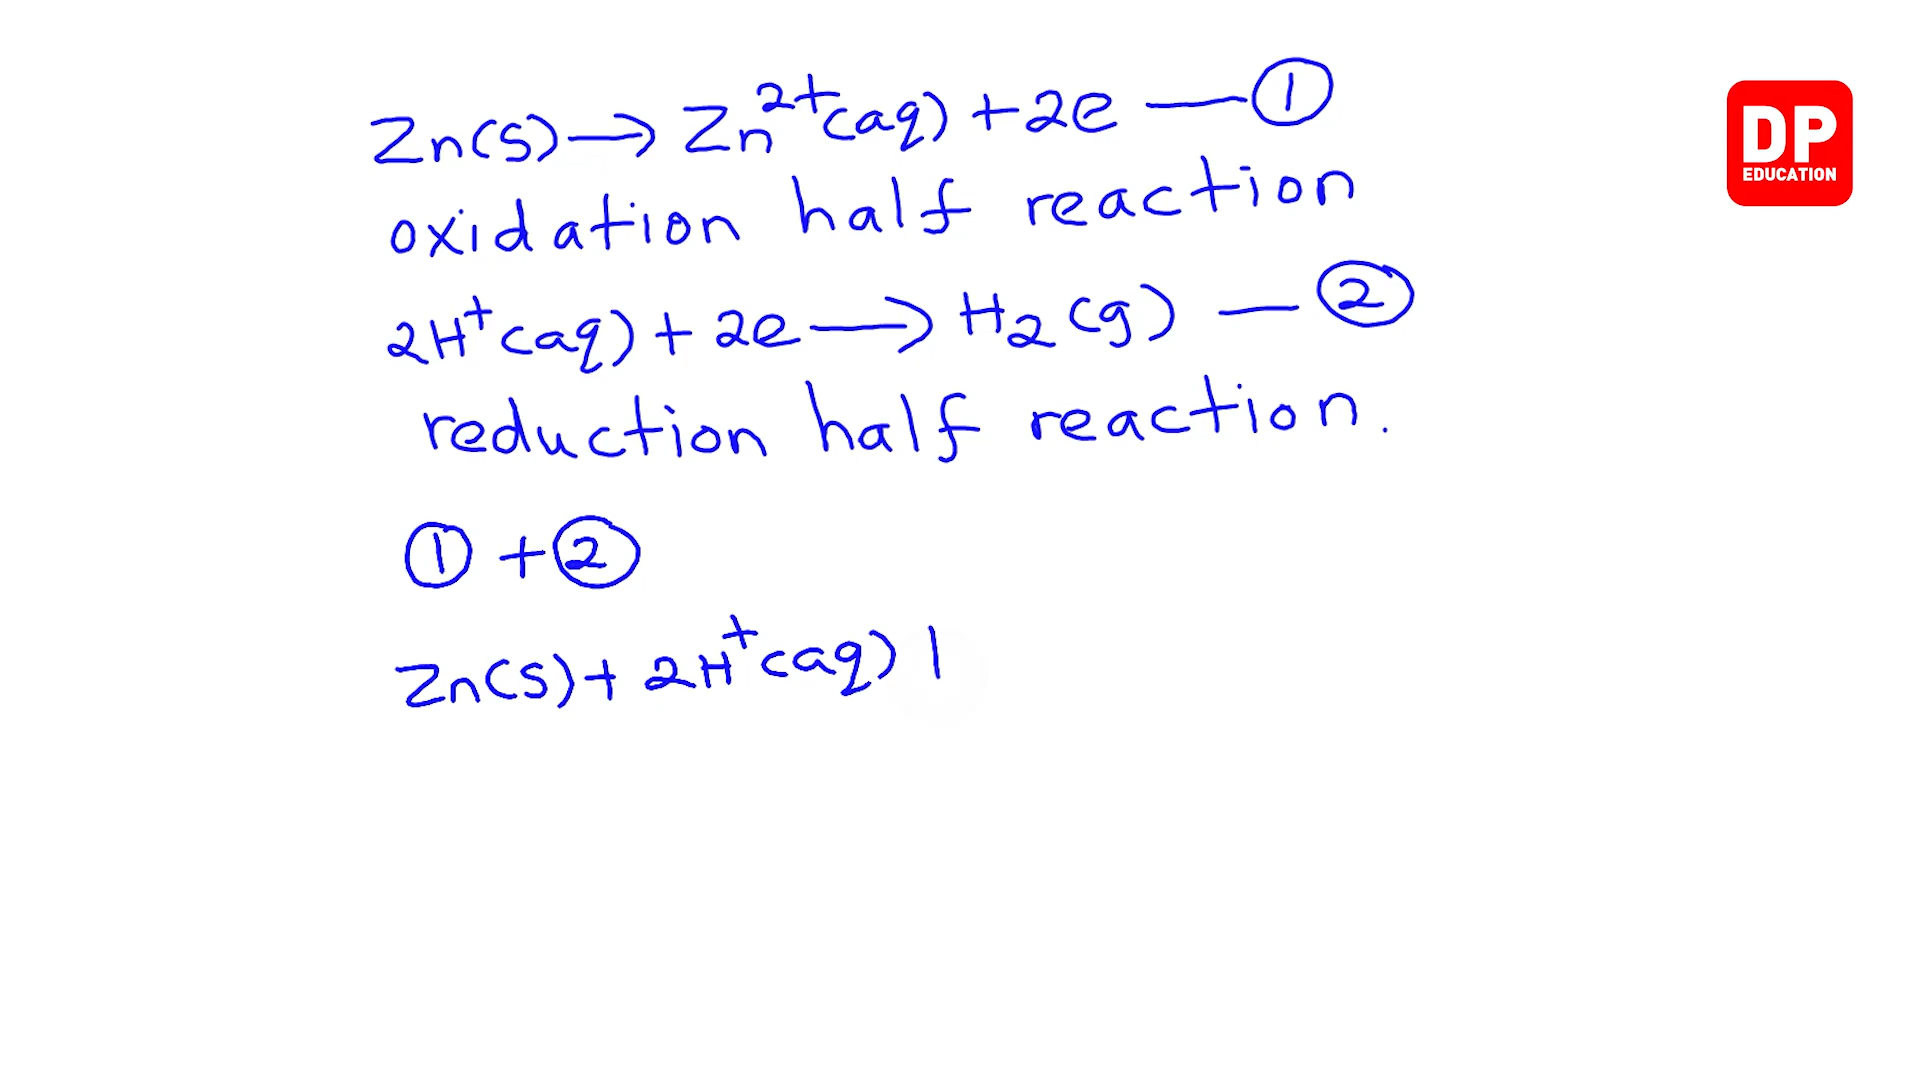 Zn(s) → Zn²⁺(aq) + 2e — ①
DP
EDUCATION
oxidation half reaction
2H⁺(aq) + 2e → H₂(g) — ②
reduction half reaction.
① + ②
Zn(s) + 2H⁺(aq) |